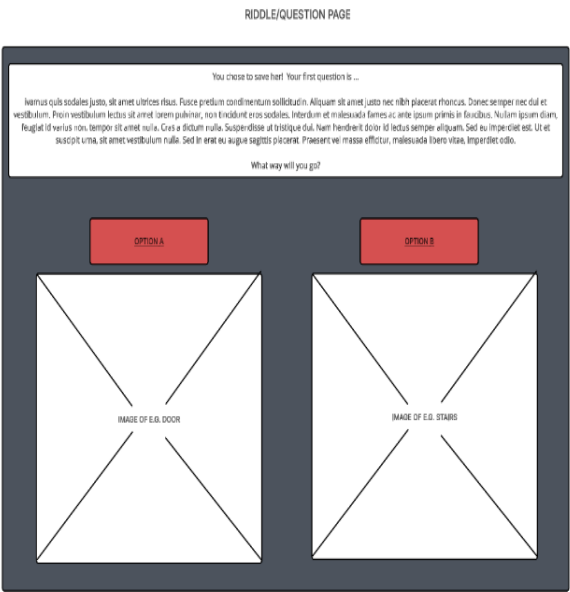 RIDDLE/QUESTION PAGE
You chose to save her! Your first question is ...
Ivamus quis sodales justo, sit amet ultrices risus. Fusce pretium condimentum sollicitudin. Aliquam sit amet justo nec nibh placerat rhoncus. Donec semper nec dui et
vestibulum. Proin vestibulum lectus sit amet lorem pulvinar, non tincidunt eros sodales. Interdum et malesuada fames ac ante ipsum primis in faucibus. Nullam ipsum diam,
feugiat id varius non, tempor sit amet nulla. Cras a dictum nulla. Suspendisse ut tristique dui. Nam hendrerit dolor id lectus semper aliquam. Sed eu imperdiet est. Ut et
suscipit urna, sit amet vestibulum nulla. Sed in erat eu augue sagittis placerat. Praesent vel massa efficitur, malesuada libero vitae, imperdiet odio.
What way will you go?
OPTION A
OPTION B
IMAGE OF E.G. DOOR
IMAGE OF E.G. STAIRS